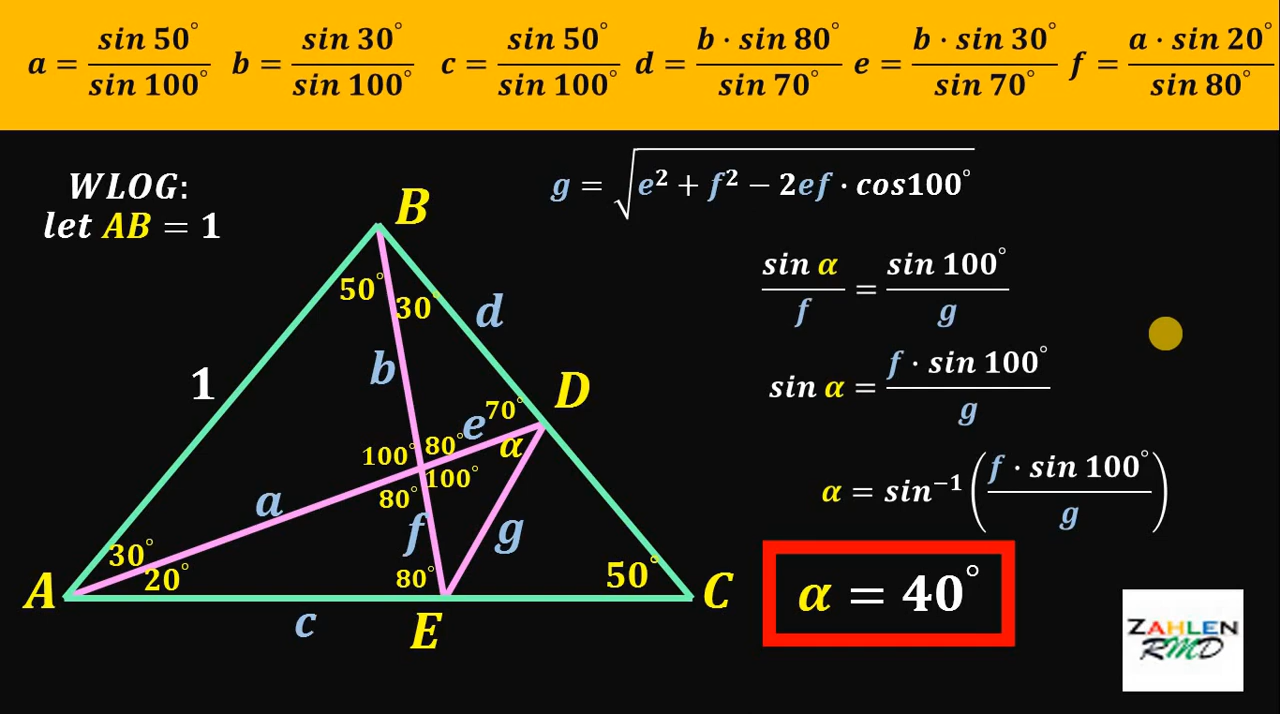 a = sin 50° / sin 100° b = sin 30° / sin 100° c = sin 50° / sin 100° d = b · sin 80° / sin 70° e = b · sin 30° / sin 70° f = a · sin 20° / sin 80°
WLOG:
let AB = 1
g = √(e² + f² − 2ef · cos100°)
sin α / f = sin 100° / g
sin α = f · sin 100° / g
α = sin⁻¹(f · sin 100° / g)
α = 40°
B
50°
30°
d
1
b
D
e
70°
α
100°
80°
100°
80°
a
f
g
30°
20°
80°
50°
A
C
c
E
ZAHLEN
RMD